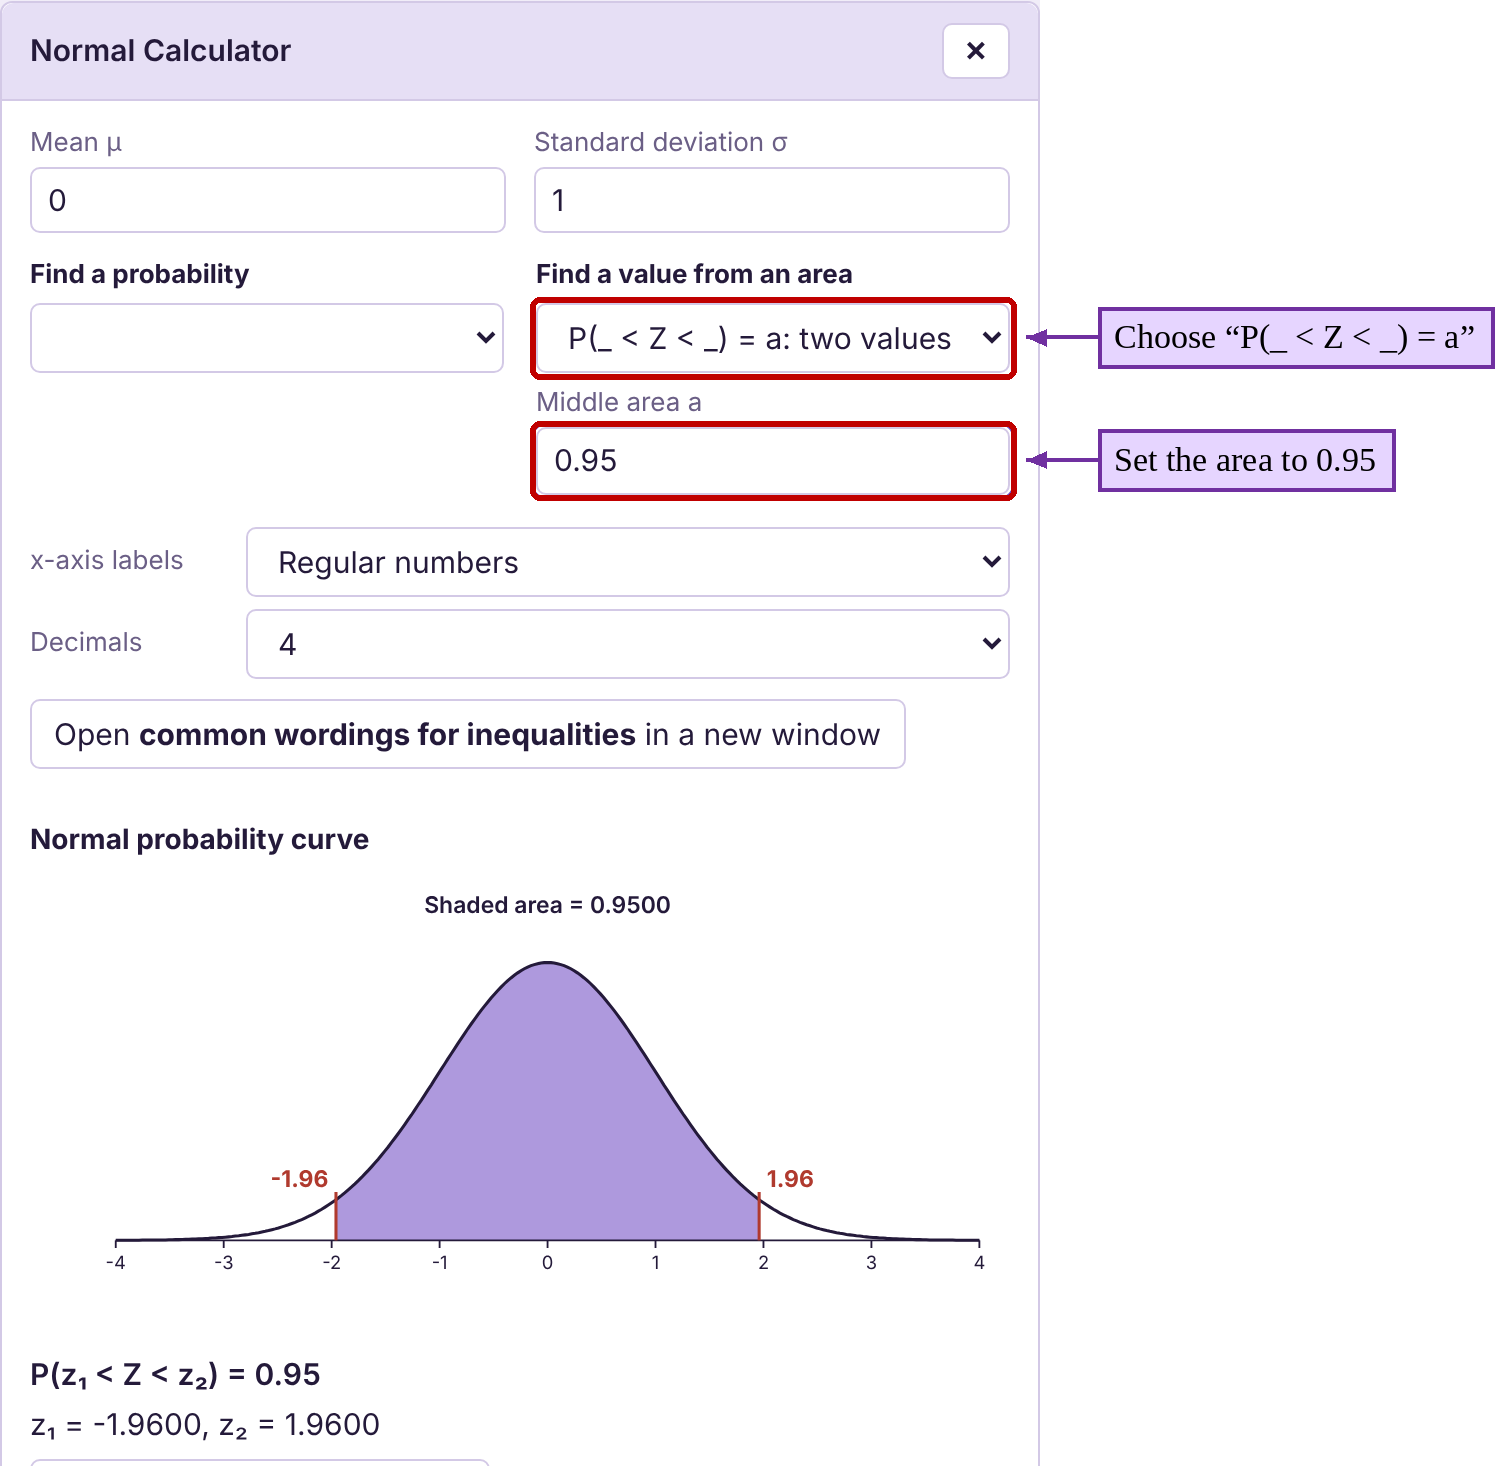 Normal Calculator
Mean μ
Standard deviation σ
0
1
Find a probability
Find a value from an area
P(_ < Z < _) = a: two values
Choose “P(_ < Z < _) = a”
Middle area a
0.95
Set the area to 0.95
x-axis labels
Regular numbers
Decimals
4
Open common wordings for inequalities in a new window
Normal probability curve
Shaded area = 0.9500
-1.96
1.96
-4 -3 -2 -1 0 1 2 3 4
P(z₁ < Z < z₂) = 0.95
z₁ = -1.9600, z₂ = 1.9600